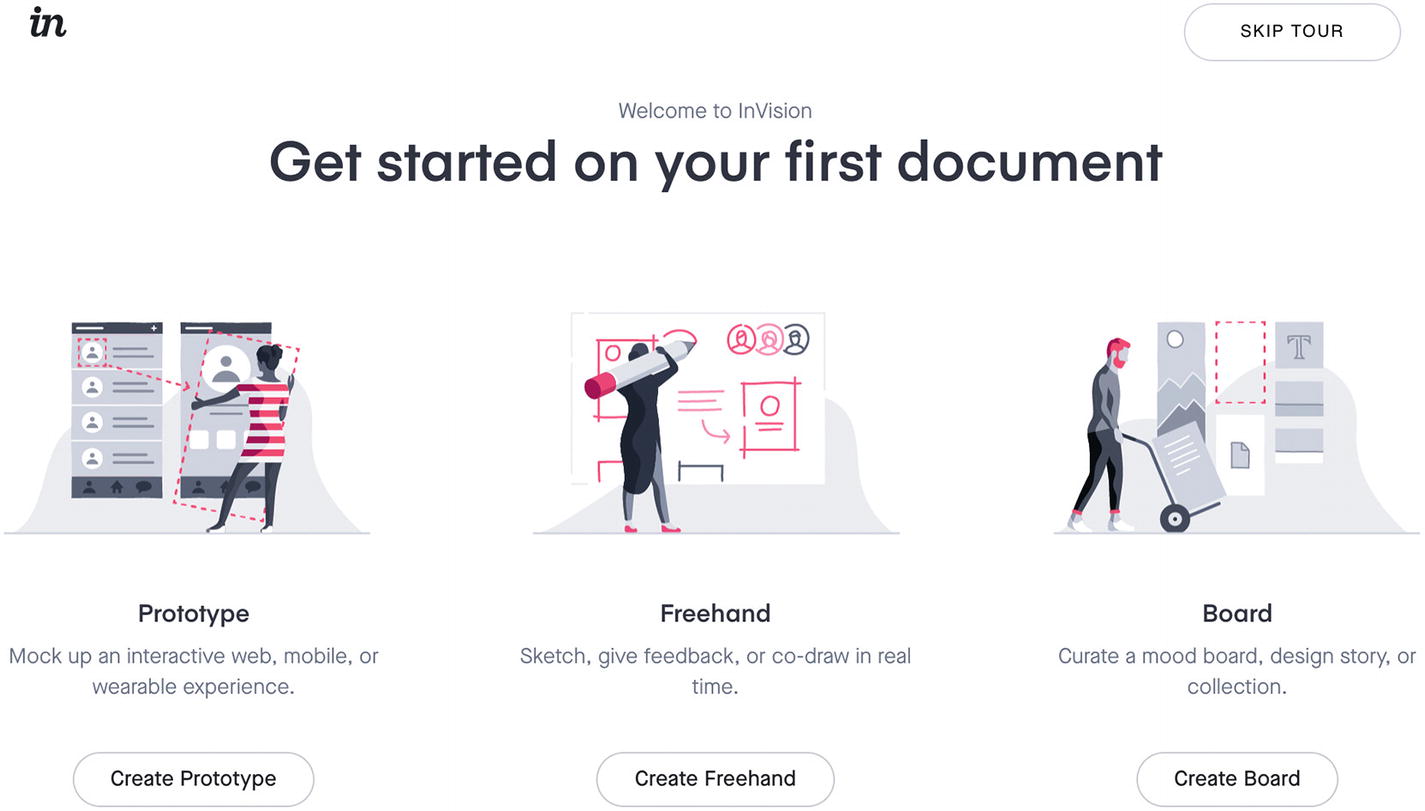 in
SKIP TOUR
Welcome to InVision
Get started on your first document
T
Prototype
Mock up an interactive web, mobile, or
wearable experience.
Create Prototype
Freehand
Sketch, give feedback, or co-draw in real
time.
Create Freehand
Board
Curate a mood board, design story, or
collection.
Create Board